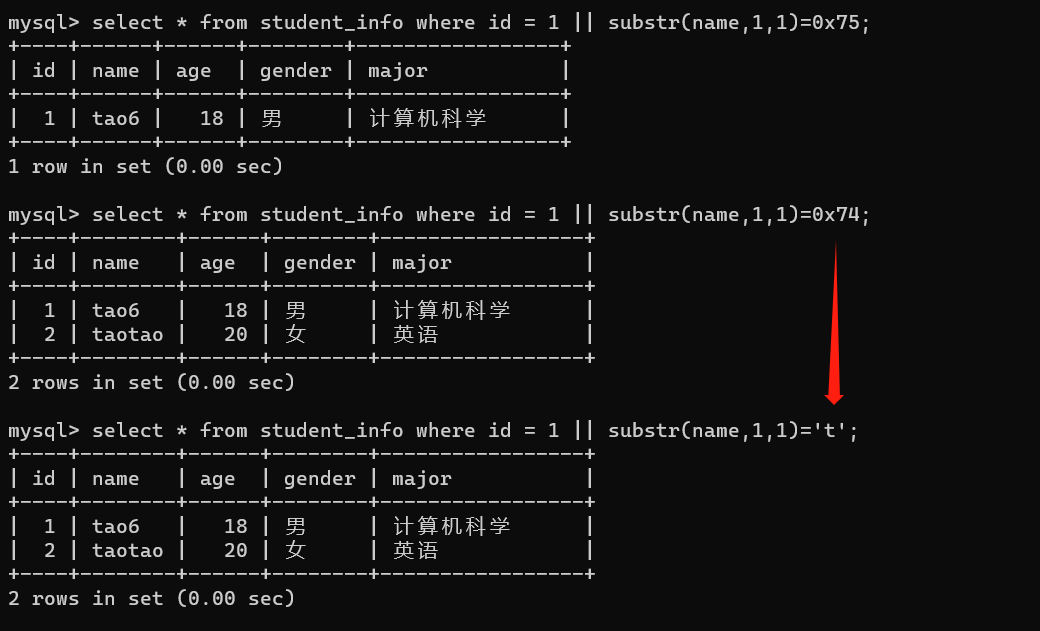 mysql> select * from student_info where id = 1 || substr(name,1,1)=0x75;
+----+------+------+--------+-----------------+
| id | name | age  | gender | major           |
+----+------+------+--------+-----------------+
|  1 | tao6 |   18 | 男     | 计算机科学      |
+----+------+------+--------+-----------------+
1 row in set (0.00 sec)
mysql> select * from student_info where id = 1 || substr(name,1,1)=0x74;
+----+--------+------+--------+-----------------+
| id | name   | age  | gender | major           |
+----+--------+------+--------+-----------------+
|  1 | tao6   |   18 | 男     | 计算机科学      |
|  2 | taotao |   20 | 女     | 英语            |
+----+--------+------+--------+-----------------+
2 rows in set (0.00 sec)
mysql> select * from student_info where id = 1 || substr(name,1,1)='t';
+----+--------+------+--------+-----------------+
| id | name   | age  | gender | major           |
+----+--------+------+--------+-----------------+
|  1 | tao6   |   18 | 男     | 计算机科学      |
|  2 | taotao |   20 | 女     | 英语            |
+----+--------+------+--------+-----------------+
2 rows in set (0.00 sec)